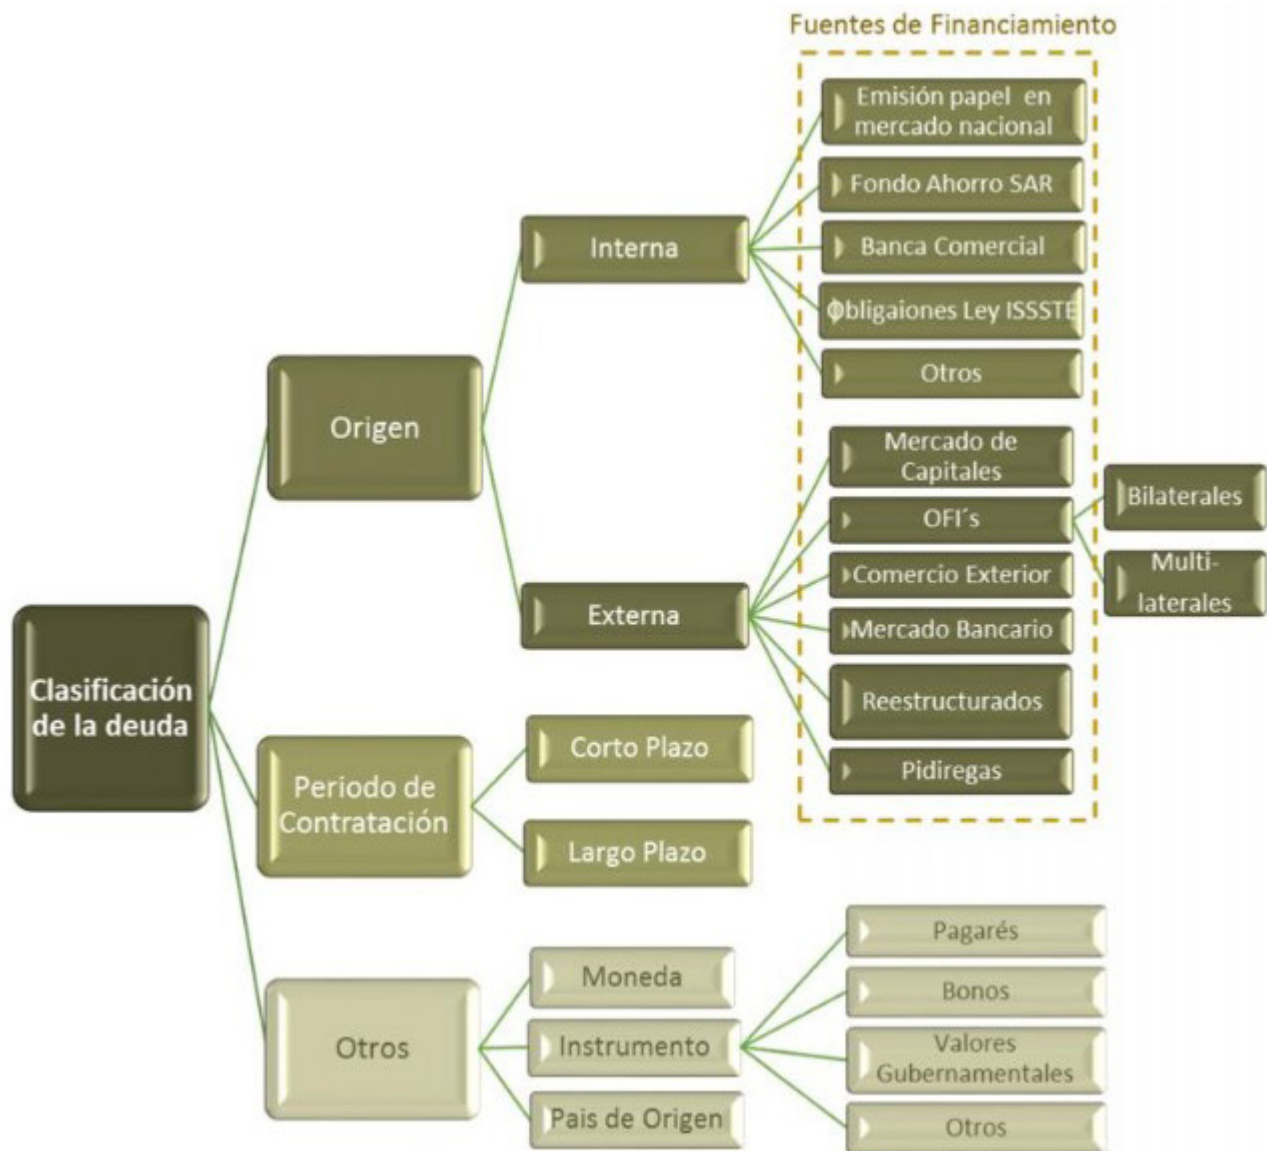 Fuentes de Financiamiento
Emisión papel en
mercado nacional
Fondo Ahorro SAR
Interna
Banca Comercial
Obligaiones Ley ISSSTE
Otros
Origen
Mercado de
Capitales
OFI´s
Bilaterales
Multi-
laterales
Comercio Exterior
Externa
Mercado Bancario
Reestructurados
Pidiregas
Clasificación
de la deuda
Periodo de
Contratación
Corto Plazo
Largo Plazo
Otros
Moneda
Instrumento
Pais de Origen
Pagarés
Bonos
Valores
Gubernamentales
Otros